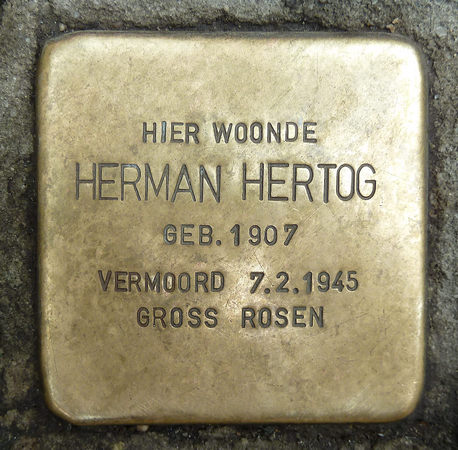 HIER WOONDE
HERMAN HERTOG
GEB. 1907
VERMOORD 7.2.1945
GROSS ROSEN